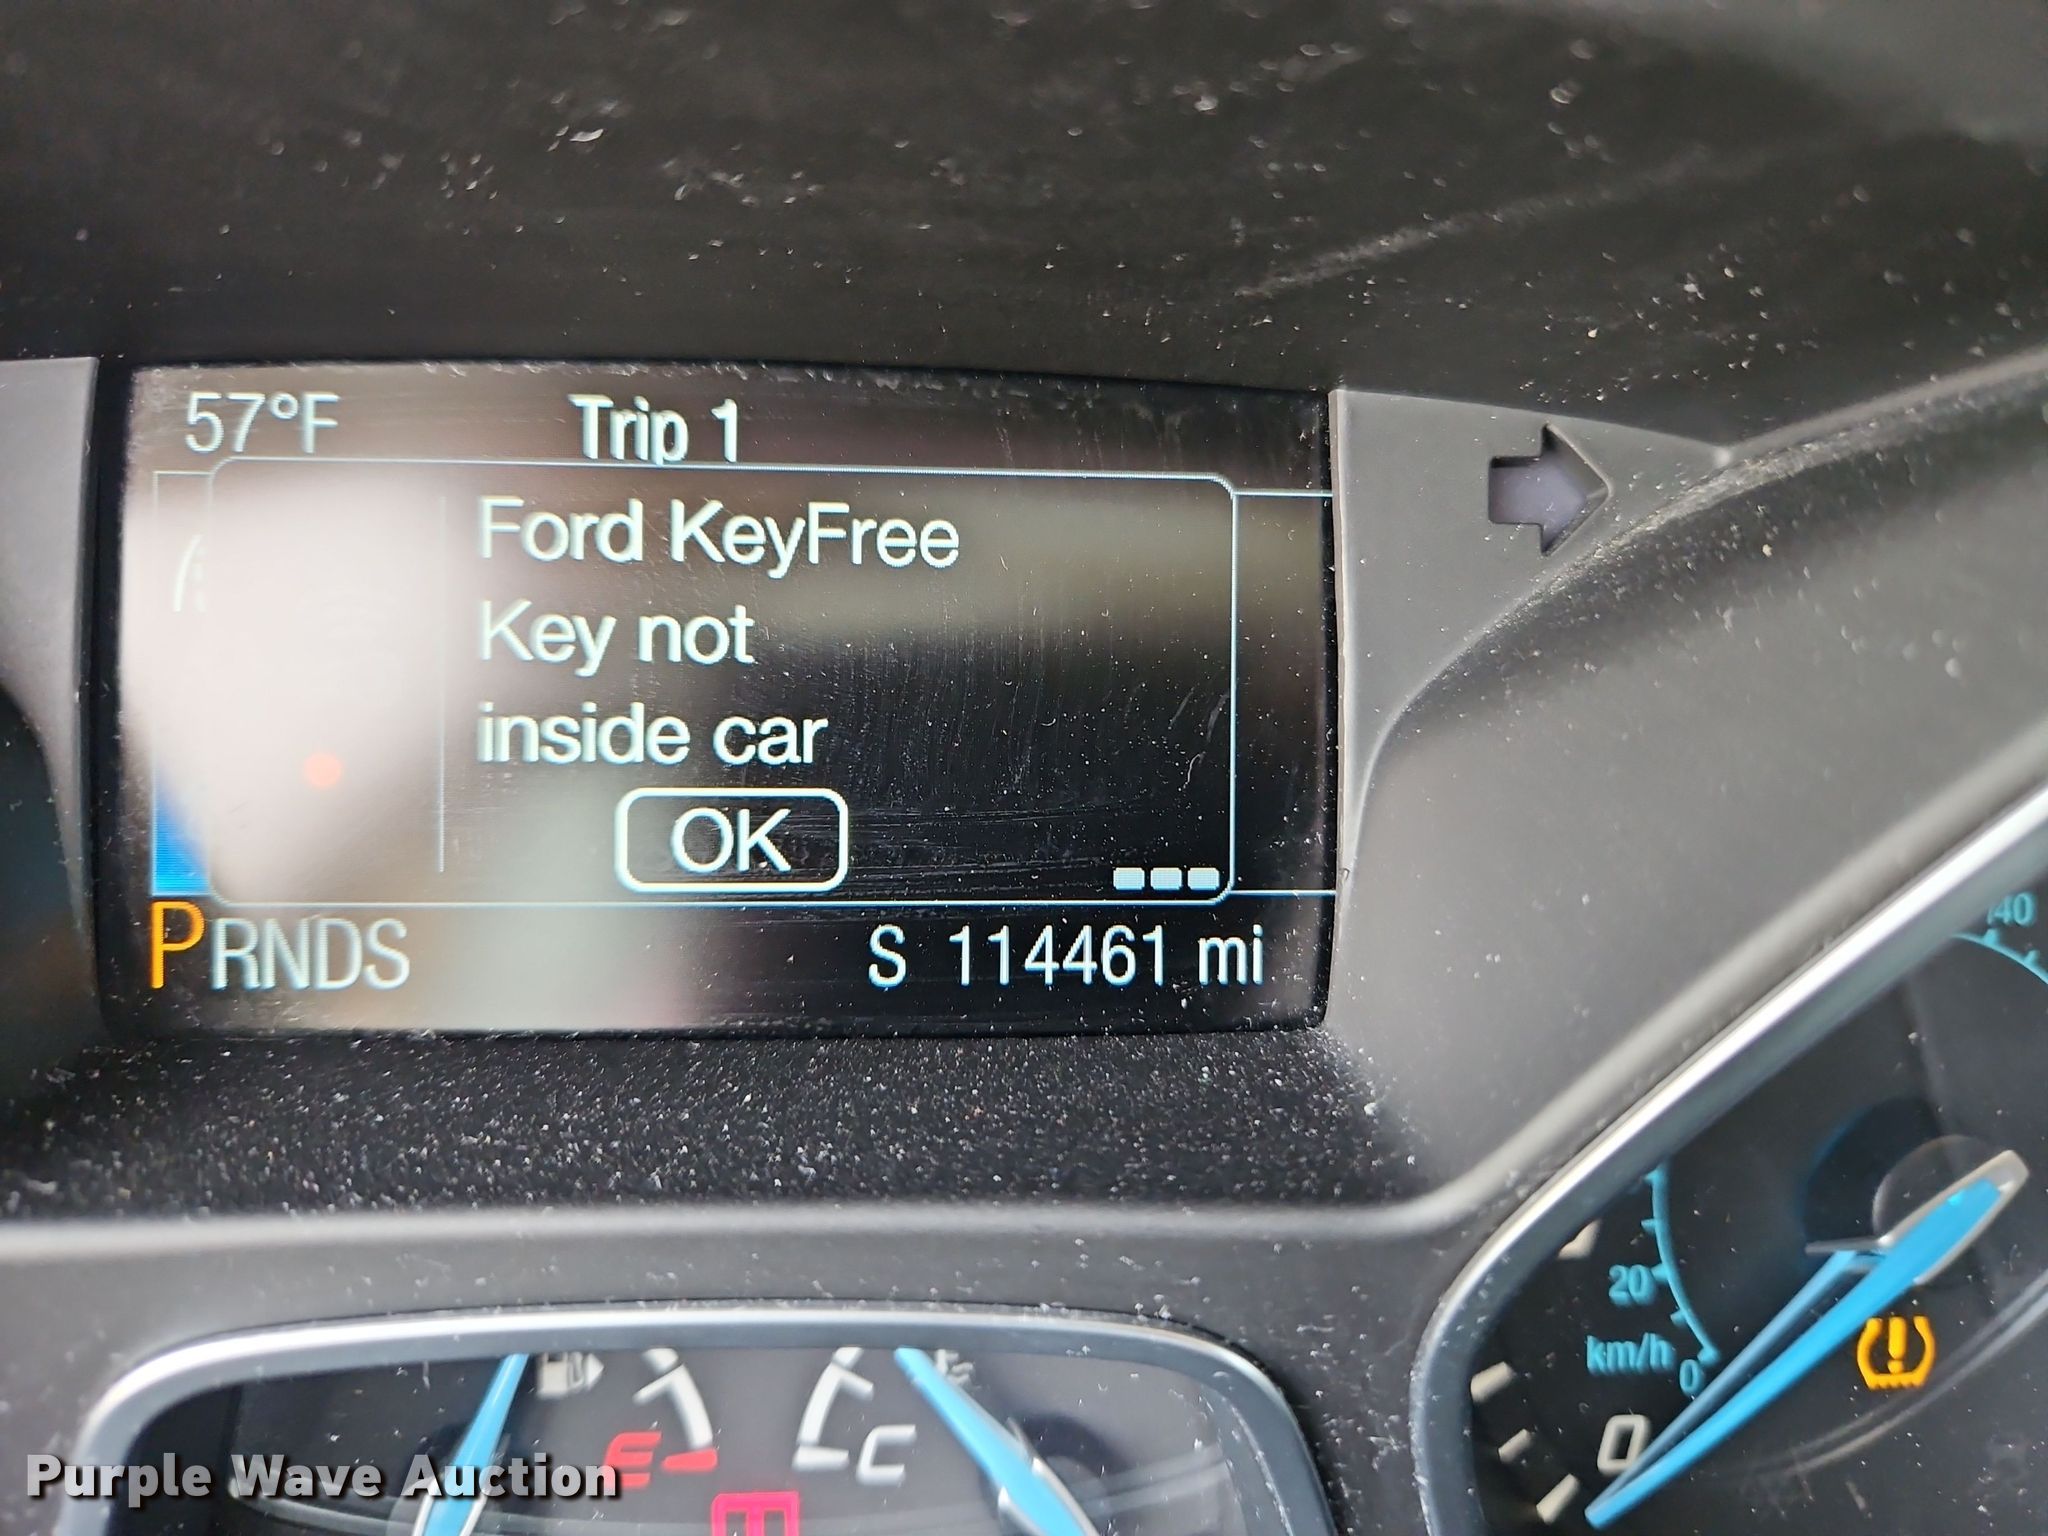 57°F
Trip 1
Ford KeyFree
Key not
inside car
OK
PRNDS
S 114461 mi
20
km/h
0
0
E
C
Purple Wave Auction